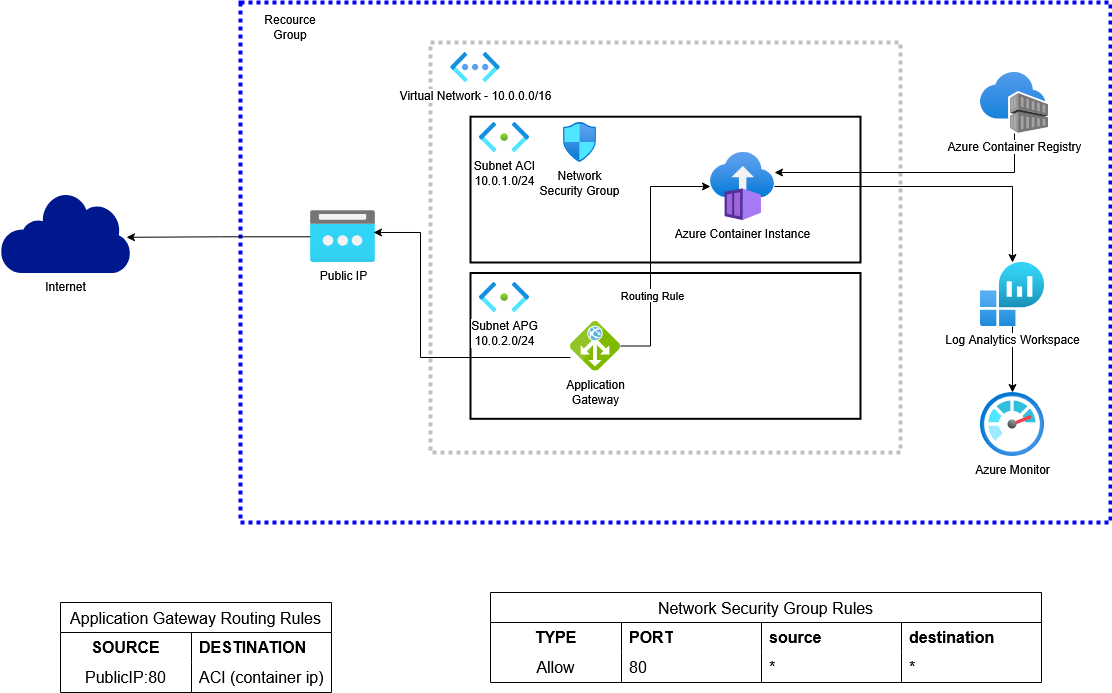 Recource
Group
Virtual Network - 10.0.0.0/16
Subnet ACI
10.0.1.0/24
Network
Security Group
Azure Container Instance
Azure Container Registry
Internet
Public IP
Routing Rule
Subnet APG
10.0.2.0/24
Application
Gateway
Log Analytics Workspace
Azure Monitor
Application Gateway Routing Rules
SOURCE DESTINATION
PublicIP:80 ACI (container ip)
Network Security Group Rules
TYPE PORT source destination
Allow 80 * *